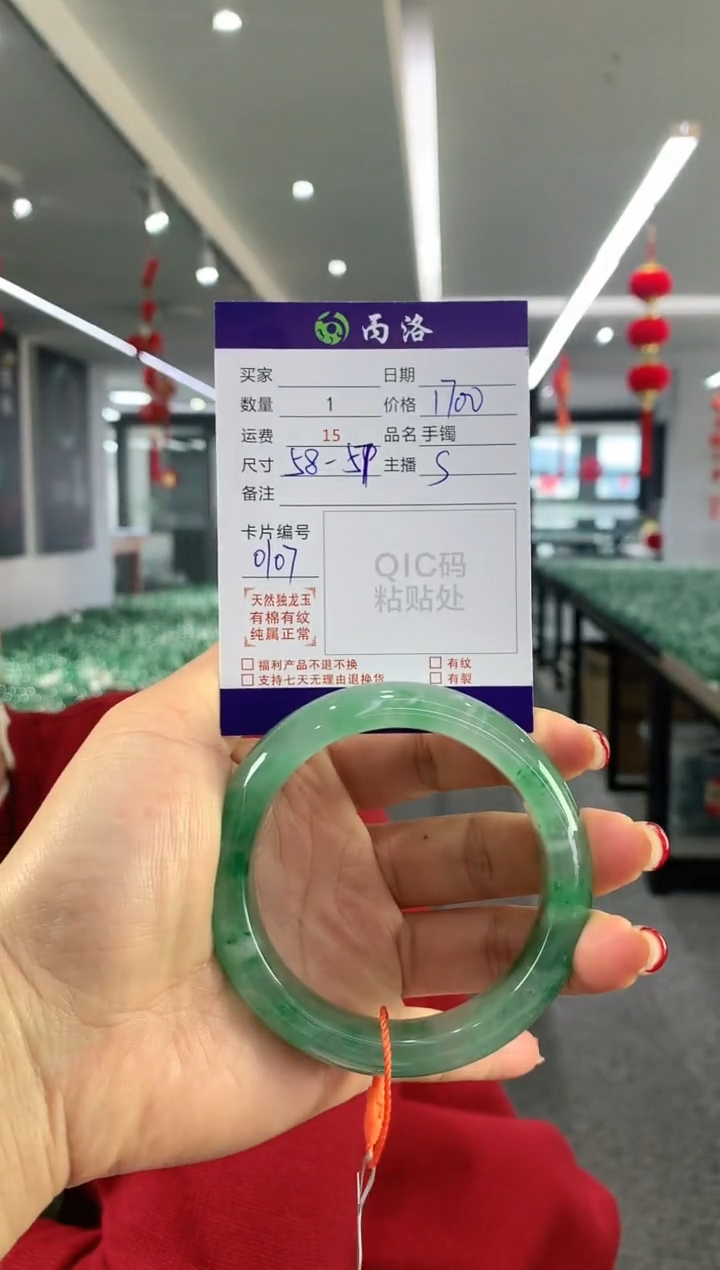 丙洛
买家 日期
数量 1 价格 1700
运费 15 品名 手镯
尺寸 58-59 主播 S
备注
卡片编号
0107
QIC码
粘贴处
天然独龙玉
有棉有纹
纯属正常
□ 福利产品不退不换 □ 有纹
□ 支持七天无理由退换货 □ 有裂